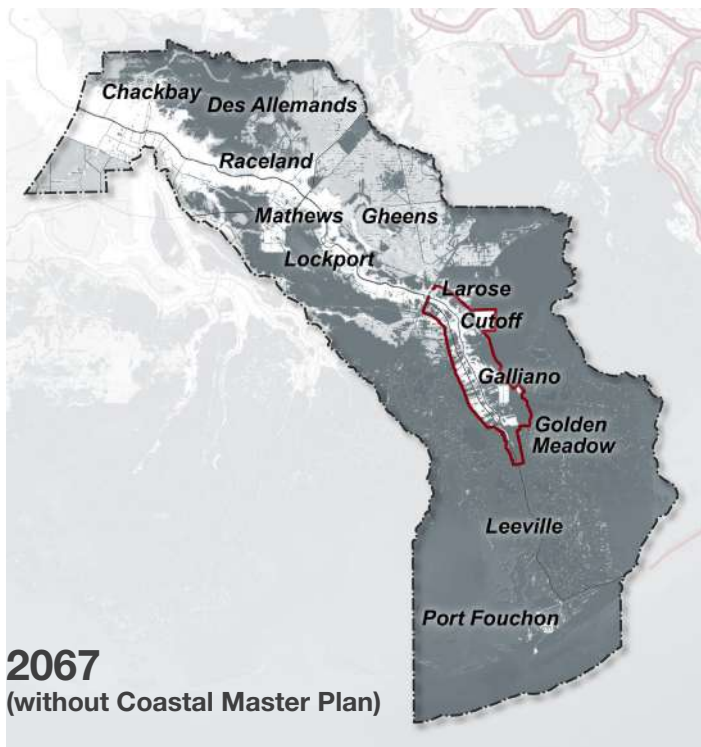 Chackbay
Des Allemands
Raceland
Mathews
Gheens
Lockport
Larose
Cutoff
Galliano
Golden
Meadow
Leeville
Port Fouchon
2067
(without Coastal Master Plan)